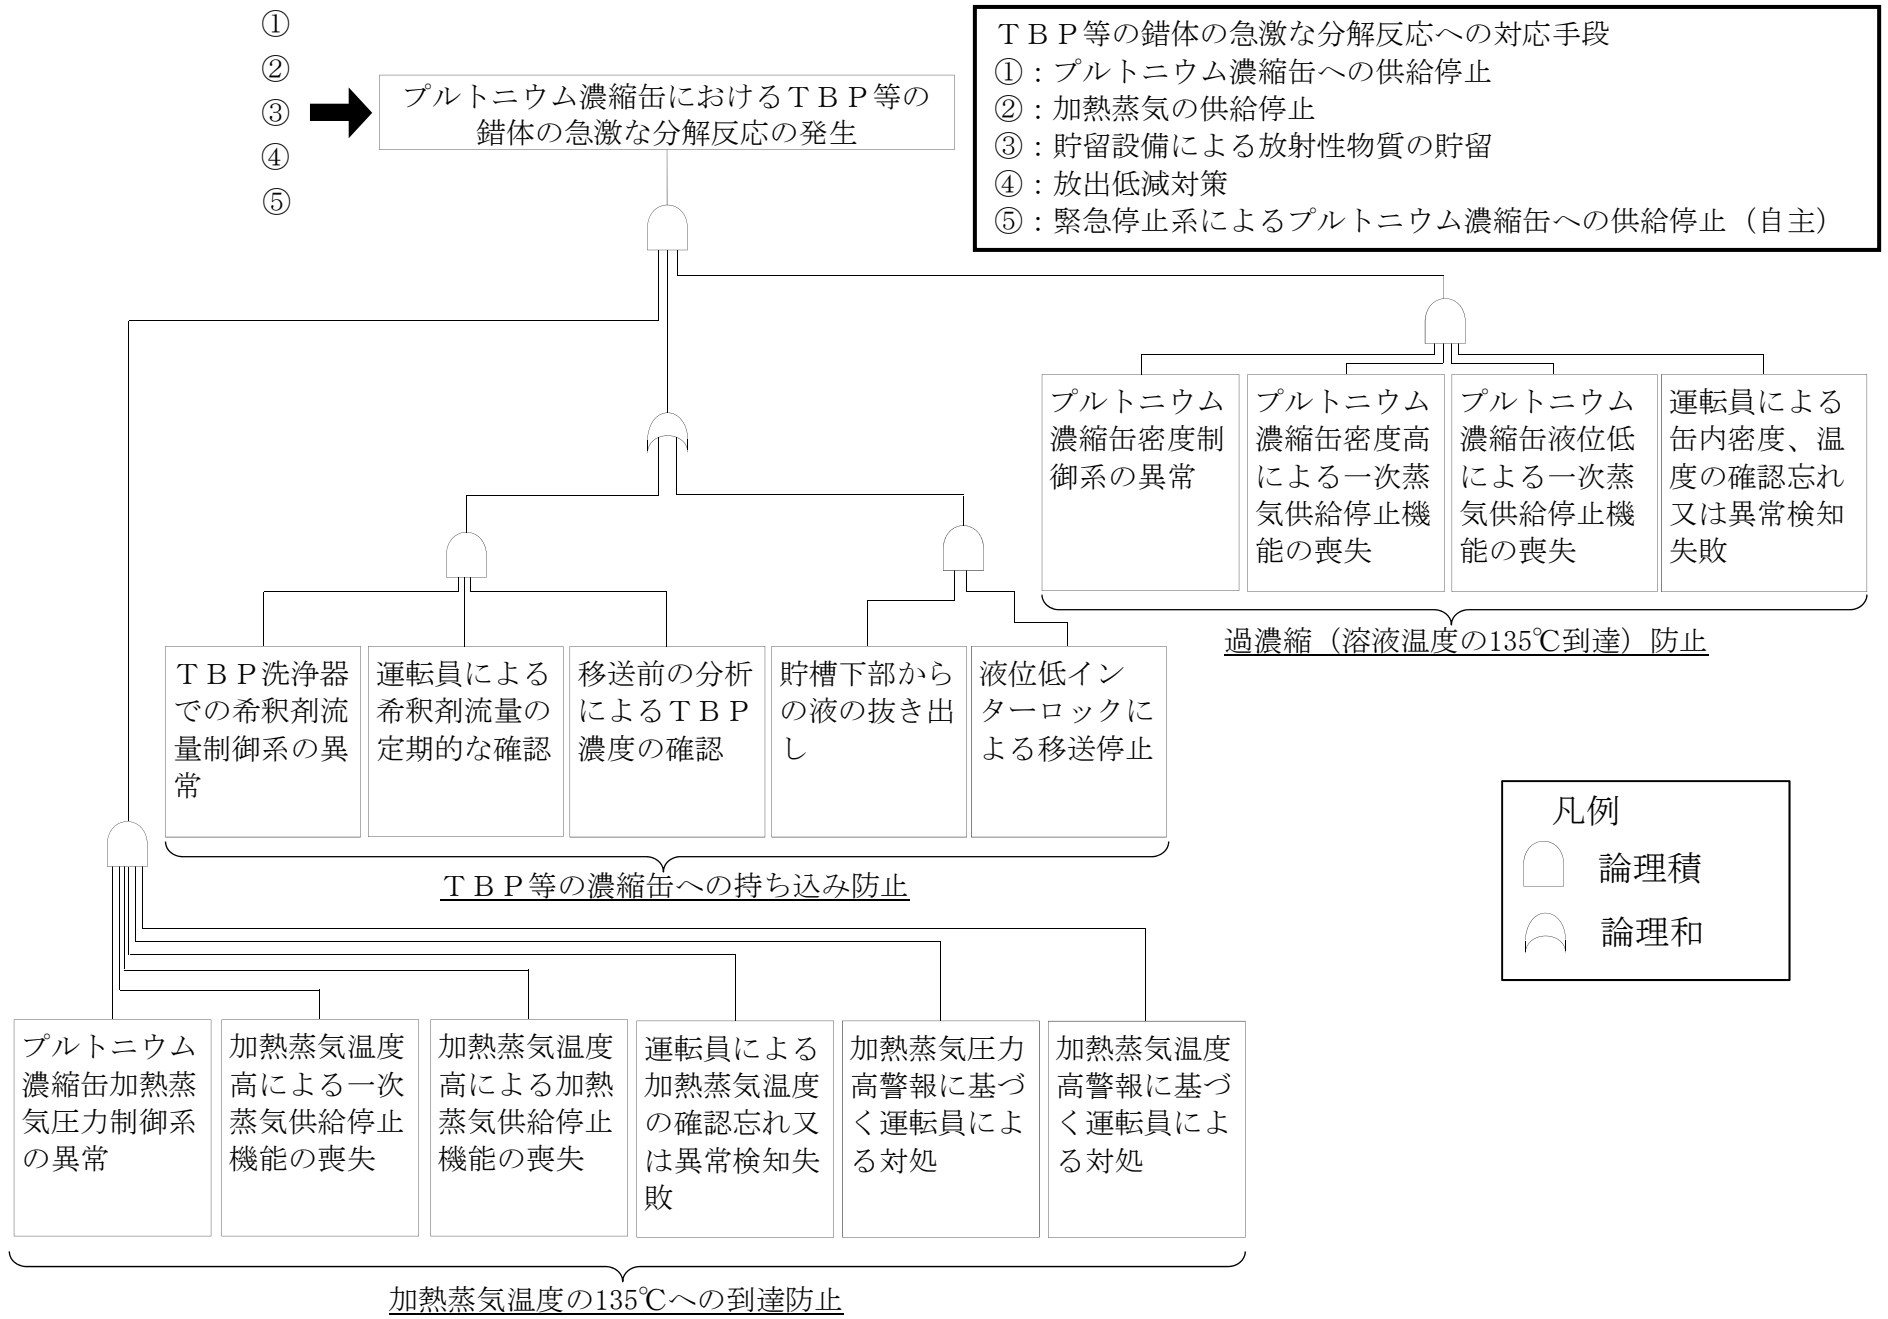 ①
②
③
④
⑤
プルトニウム濃縮缶におけるＴＢＰ等の
錯体の急激な分解反応の発生
ＴＢＰ等の錯体の急激な分解反応への対応手段
①：プルトニウム濃縮缶への供給停止
②：加熱蒸気の供給停止
③：貯留設備による放射性物質の貯留
④：放出低減対策
⑤：緊急停止系によるプルトニウム濃縮缶への供給停止（自主）
プルトニウム
濃縮缶密度制
御系の異常
プルトニウム
濃縮缶密度高
による一次蒸
気供給停止機
能の喪失
プルトニウム
濃縮缶液位低
による一次蒸
気供給停止機
能の喪失
運転員による
缶内密度、温
度の確認忘れ
又は異常検知
失敗
過濃縮（溶液温度の135℃到達）防止
ＴＢＰ洗浄器
での希釈剤流
量制御系の異
常
運転員による
希釈剤流量の
定期的な確認
移送前の分析
によるＴＢＰ
濃度の確認
貯槽下部から
の液の抜き出
し
液位低イン
ターロックに
よる移送停止
ＴＢＰ等の濃縮缶への持ち込み防止
凡例
論理積
論理和
プルトニウム
濃縮缶加熱蒸
気圧力制御系
の異常
加熱蒸気温度
高による一次
蒸気供給停止
機能の喪失
加熱蒸気温度
高による加熱
蒸気供給停止
機能の喪失
運転員による
加熱蒸気温度
の確認忘れ又
は異常検知失
敗
加熱蒸気圧力
高警報に基づ
く運転員によ
る対処
加熱蒸気温度
高警報に基づ
く運転員によ
る対処
加熱蒸気温度の135℃への到達防止